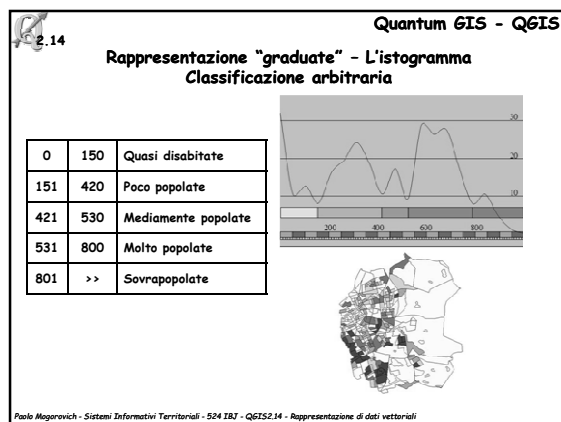 Quantum GIS - QGIS
2.14
Rappresentazione “graduate” – L’istogramma
Classificazione arbitraria
0 150 Quasi disabitate
151 420 Poco popolate
421 530 Mediamente popolate
531 800 Molto popolate
801 >> Sovrapopolate
30
20
10
200 400 600 800
Paolo Mogorovich - Sistemi Informativi Territoriali - 524 IBJ - QGIS2.14 - Rappresentazione di dati vettoriali